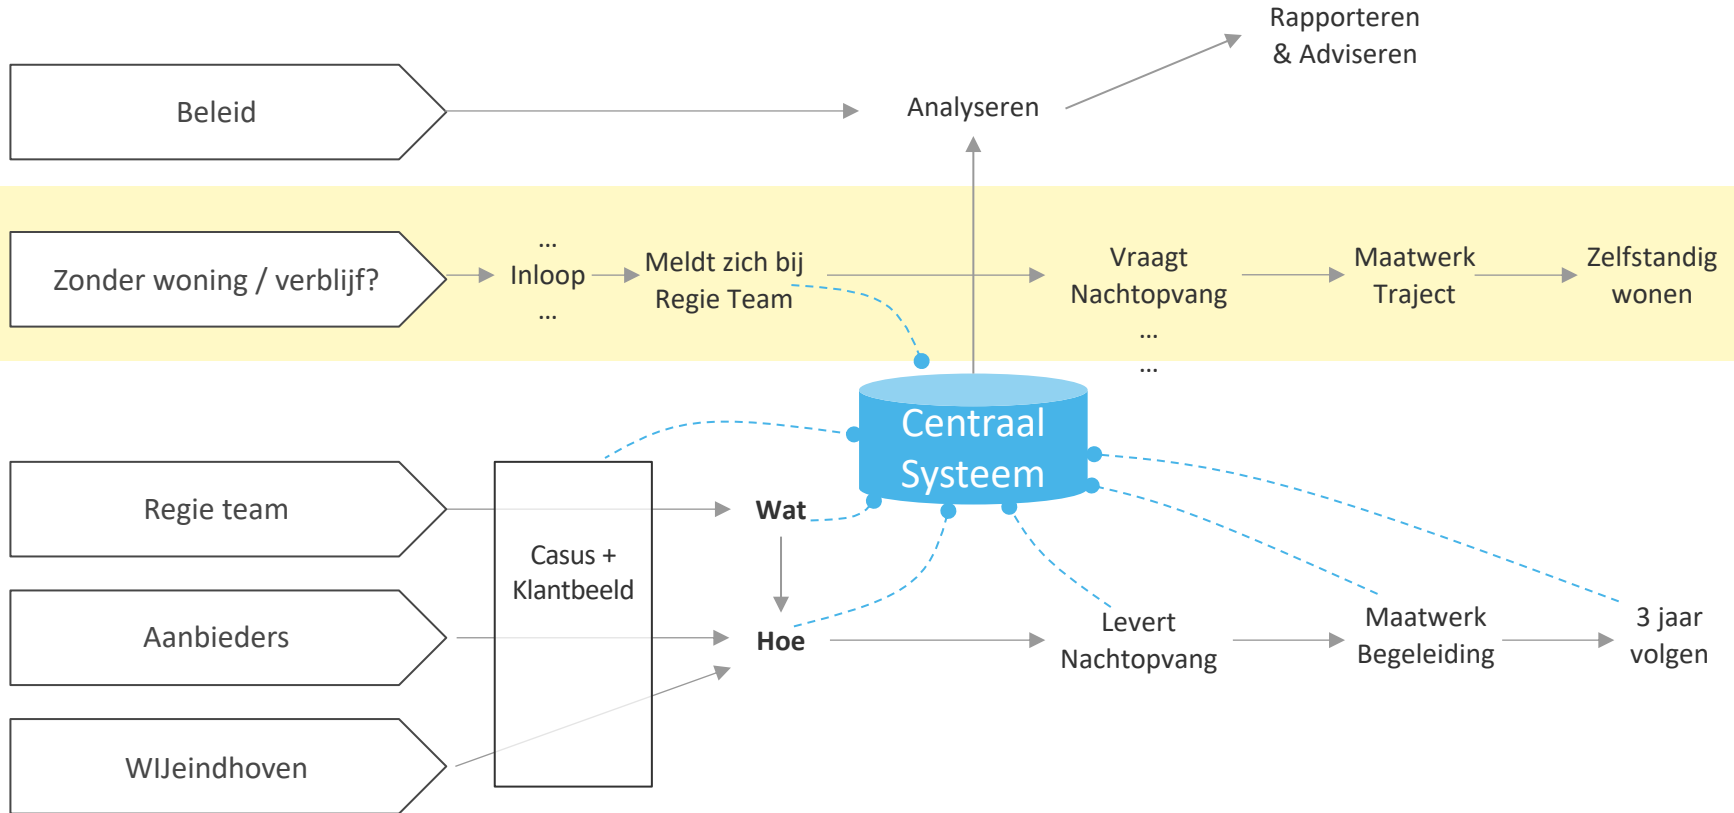 Rapporteren
& Adviseren
Beleid
Analyseren
Zonder woning / verblijf?
...
Inloop
...
Meldt zich bij
Regie Team
Vraagt
Nachtopvang
...
...
Maatwerk
Traject
Zelfstandig
wonen
Centraal
Systeem
Regie team
Casus +
Klantbeeld
Wat
Aanbieders
Hoe
Levert
Nachtopvang
Maatwerk
Begeleiding
3 jaar
volgen
WIJeindhoven